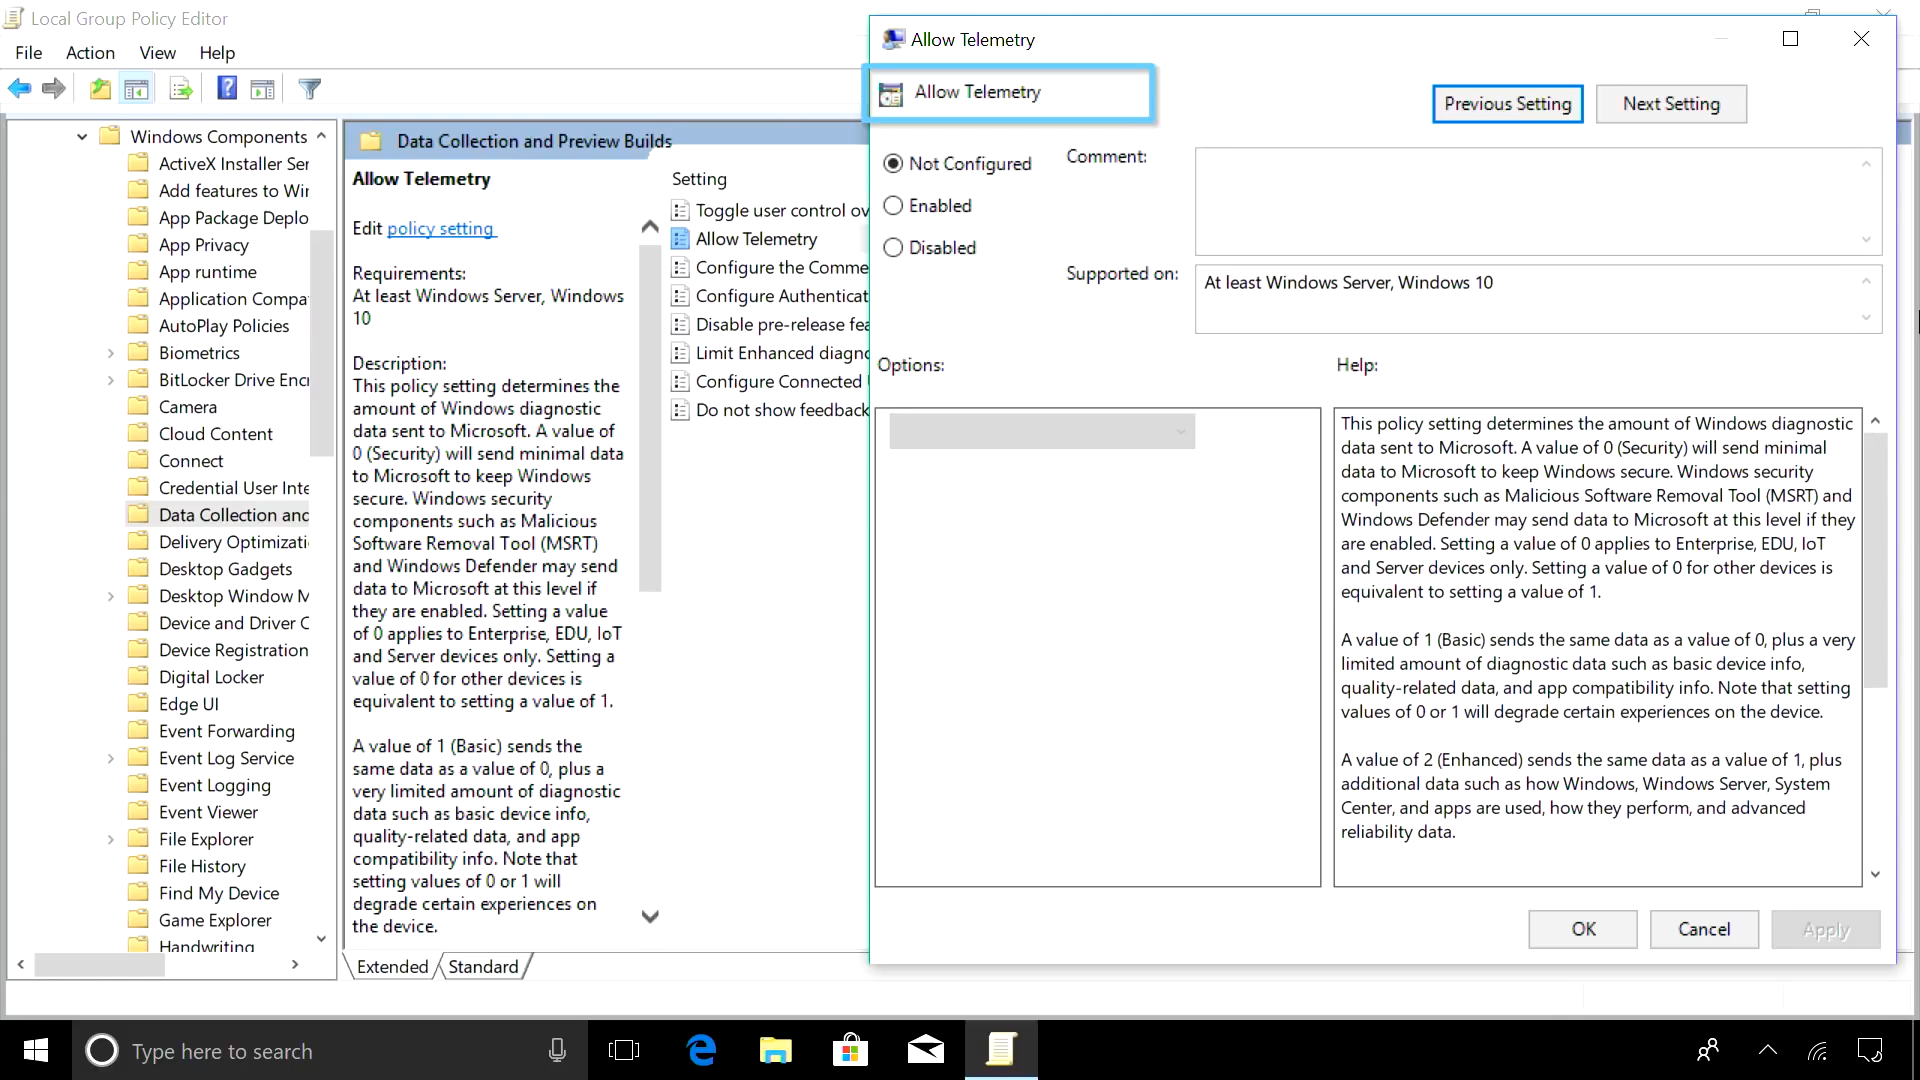 Local Group Policy Editor
File Action View Help
Windows Components
ActiveX Installer Ser
Add features to Wir
App Package Deplo
App Privacy
App runtime
Application Compa
AutoPlay Policies
Biometrics
BitLocker Drive Encr
Camera
Cloud Content
Connect
Credential User Inte
Data Collection and
Delivery Optimizati
Desktop Gadgets
Desktop Window M
Device and Driver C
Device Registration
Digital Locker
Edge UI
Event Forwarding
Event Log Service
Event Logging
Event Viewer
File Explorer
File History
Find My Device
Game Explorer
Handwriting
Data Collection and Preview Builds
Allow Telemetry
Edit policy setting
Requirements:
At least Windows Server, Windows
10
Description:
This policy setting determines the
amount of Windows diagnostic
data sent to Microsoft. A value of
0 (Security) will send minimal data
to Microsoft to keep Windows
secure. Windows security
components such as Malicious
Software Removal Tool (MSRT)
and Windows Defender may send
data to Microsoft at this level if
they are enabled. Setting a value
of 0 applies to Enterprise, EDU, IoT
and Server devices only. Setting a
value of 0 for other devices is
equivalent to setting a value of 1.
A value of 1 (Basic) sends the
same data as a value of 0, plus a
very limited amount of diagnostic
data such as basic device info,
quality-related data, and app
compatibility info. Note that
setting values of 0 or 1 will
degrade certain experiences on
the device.
Setting
Toggle user control ov
Allow Telemetry
Configure the Comme
Configure Authenticat
Disable pre-release fea
Limit Enhanced diagno
Configure Connected
Do not show feedback
Extended Standard
Allow Telemetry
Allow Telemetry
Previous Setting Next Setting
Not Configured
Enabled
Disabled
Comment:
Supported on:
At least Windows Server, Windows 10
Options:
Help:
This policy setting determines the amount of Windows diagnostic
data sent to Microsoft. A value of 0 (Security) will send minimal
data to Microsoft to keep Windows secure. Windows security
components such as Malicious Software Removal Tool (MSRT) and
Windows Defender may send data to Microsoft at this level if they
are enabled. Setting a value of 0 applies to Enterprise, EDU, IoT
and Server devices only. Setting a value of 0 for other devices is
equivalent to setting a value of 1.
A value of 1 (Basic) sends the same data as a value of 0, plus a very
limited amount of diagnostic data such as basic device info,
quality-related data, and app compatibility info. Note that setting
values of 0 or 1 will degrade certain experiences on the device.
A value of 2 (Enhanced) sends the same data as a value of 1, plus
additional data such as how Windows, Windows Server, System
Center, and apps are used, how they perform, and advanced
reliability data.
OK Cancel Apply
Type here to search